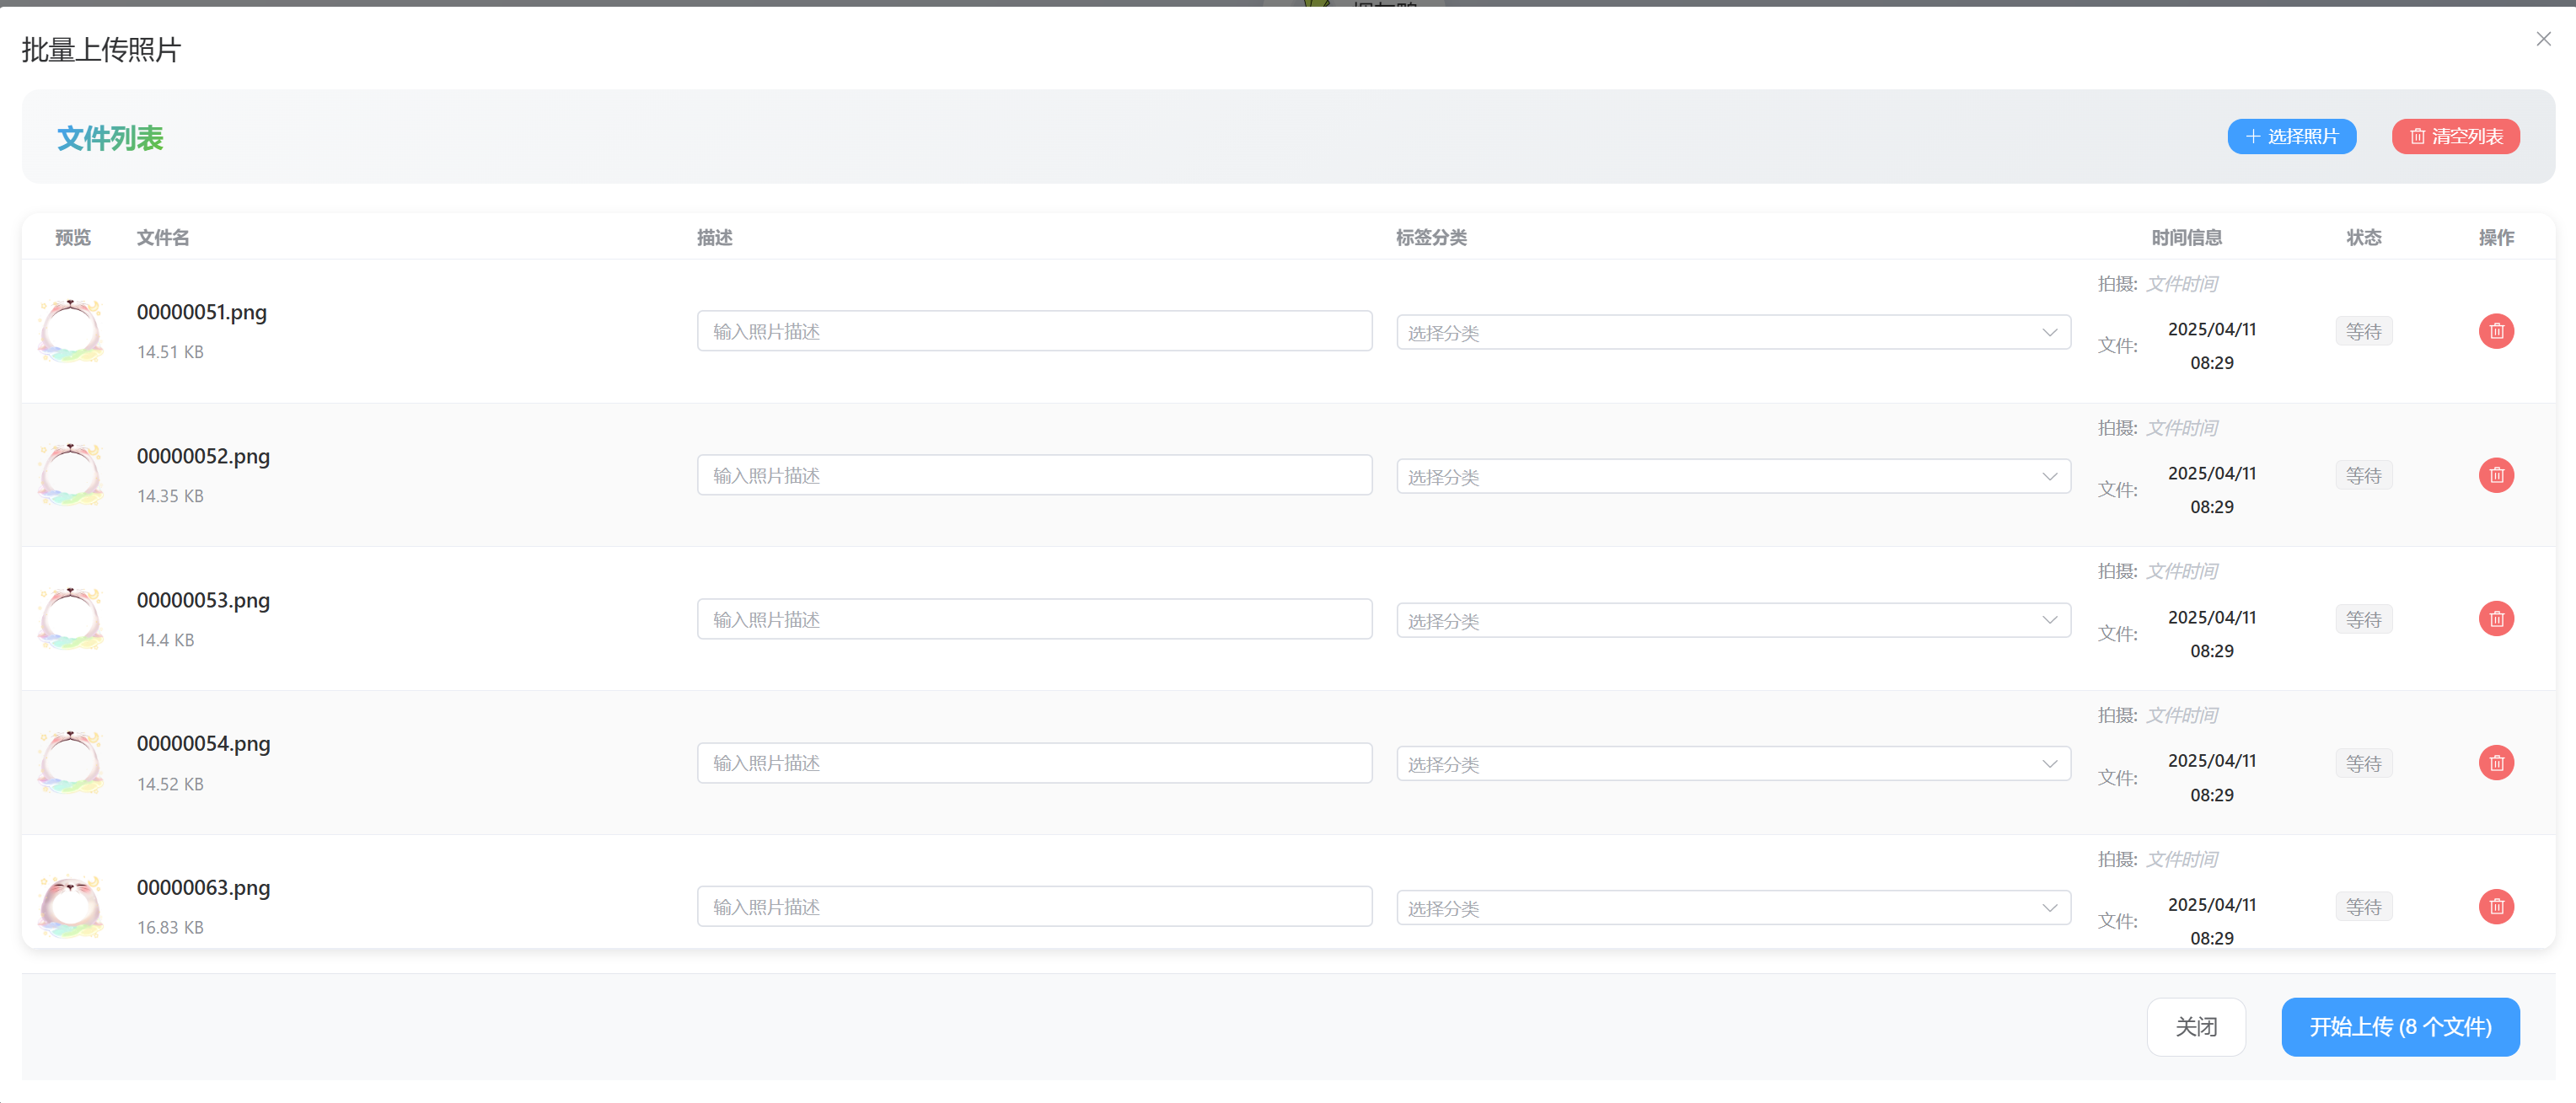 批量上传照片
文件列表
选择照片
清空列表
预览 文件名 描述 标签分类 时间信息 状态 操作
拍摄: 文件时间
00000051.png
14.51 KB
输入照片描述
选择分类
文件: 2025/04/11
08:29
等待
拍摄: 文件时间
00000052.png
14.35 KB
输入照片描述
选择分类
文件: 2025/04/11
08:29
等待
拍摄: 文件时间
00000053.png
14.4 KB
输入照片描述
选择分类
文件: 2025/04/11
08:29
等待
拍摄: 文件时间
00000054.png
14.52 KB
输入照片描述
选择分类
文件: 2025/04/11
08:29
等待
拍摄: 文件时间
00000063.png
16.83 KB
输入照片描述
选择分类
文件: 2025/04/11
08:29
等待
关闭
开始上传 (8 个文件)